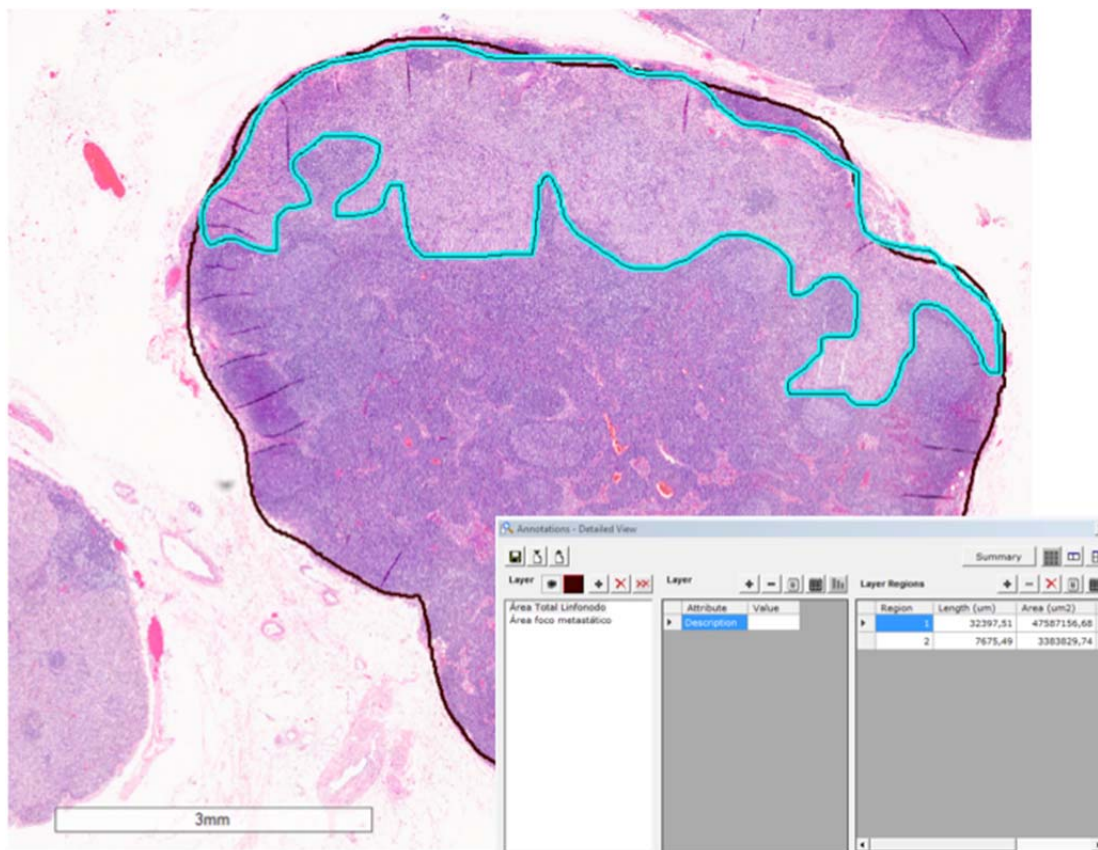 3mm
Annotations - Detailed View
Summary
Layer
Layer
Layer Regions
Área Total Linfonodo
Área foco metastático
Attribute Value
Description
Region Length (um) Area (um2)
1 32397,51 47587156,68
2 7675,49 3383829,74